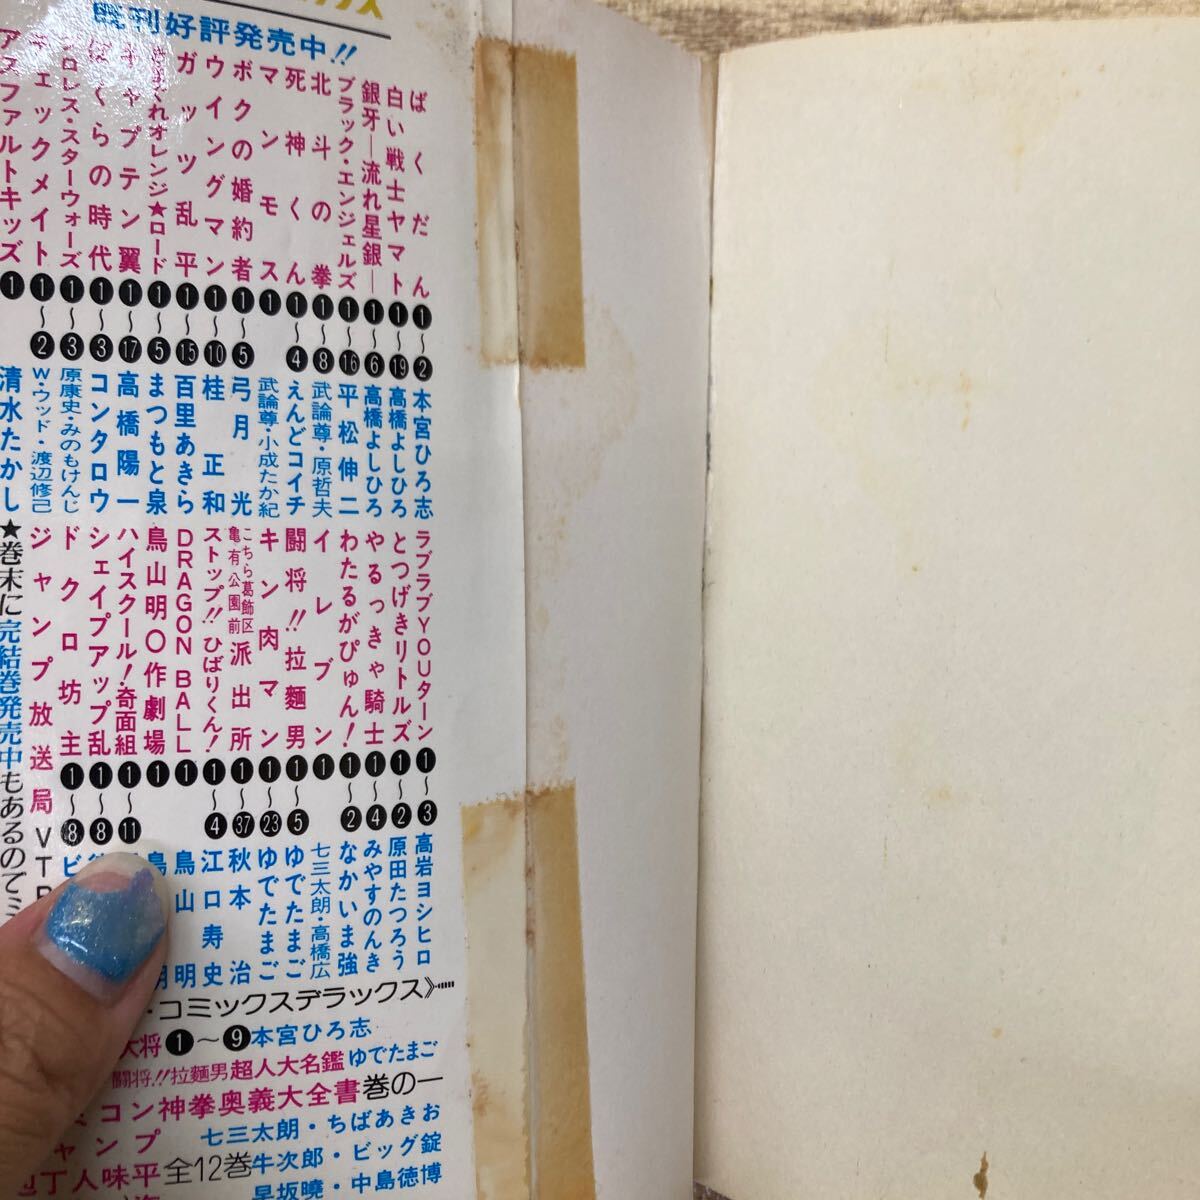 既刊好評発売中!!
ばくだん 1〜2 本宮ひろ志
白い戦士ヤマト 1〜19 高橋よしひろ
銀牙―流れ星銀― 1〜6 高橋よしひろ
ブラック・エンジェルズ 1〜16 平松伸二
北斗の拳 1〜8 武論尊・原哲夫
死神くん 1〜4 えんどコイチ
マンモス 1 武論尊・小成たか紀
ボクの婚約者 1〜5 弓月光
ウイングマン 1〜10 桂正和
ガッツ乱平 1〜15 百里あきら
きまぐれオレンジ★ロード 1〜5 まつもと泉
キャプテン翼 1〜17 高橋陽一
ぼくらの時代 1〜3 コンタロウ
プロレス・スターウォーズ 1〜3 原康史・みのもけんじ
チェックメイト 1〜2 W・ウッド・渡辺修己
アスファルトキッズ 1 清水たかし
ラブラブYOUターン 1〜3 高岩ヨシヒロ
とつげきリトルズ 1〜2 原田たつろう
やるっきゃ騎士 1〜4 みやすのんき
わたるがぴゅん! 1〜2 なかいま強
イレブン 1 七三太朗・高橋広
闘将!!拉麵男 1〜5 ゆでたまご
キン肉マン 1〜23 ゆでたまご
こちら葛飾区亀有公園前派出所 1〜37 秋本治
ストップ!!ひばりくん! 1〜4 江口寿史
DRAGON BALL 1 鳥山明
鳥山明〇作劇場 1 鳥山明
ハイスクール!奇面組 1〜11
シェイプアップ乱 1〜8
ドクロ坊主 1〜8 ビ
ジャンプ放送局 VTR
★巻末に完結巻発売中もあるので
・コミックスデラックス》
大将 1〜9 本宮ひろ志
闘将!!拉麵男超人大名鑑 ゆでたまご
コン神拳奥義大全書 巻の一
ャンプ 七三太朗・ちばあきお
包丁人味平 全12巻 牛次郎・ビッグ錠
早坂暁・中島徳博